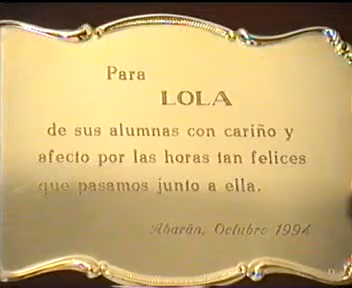 Para
LOLA
de sus alumnas con cariño y
afecto por las horas tan felices
que pasamos junto a ella.
Abarán, Octubre 1994